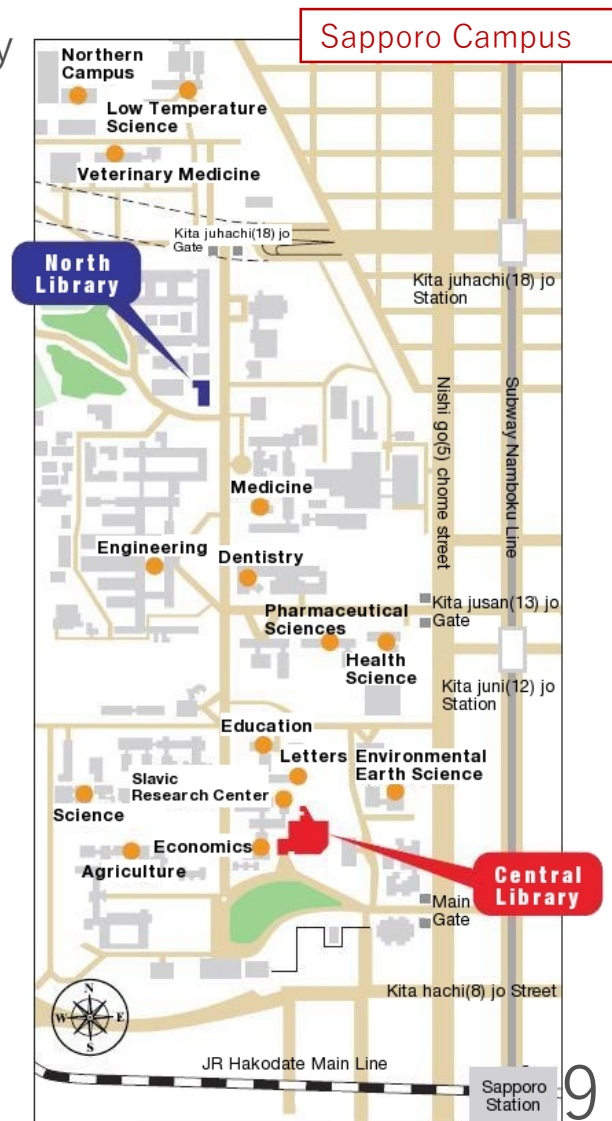 y
Sapporo Campus
Northern
Campus
Low Temperature
Science
Veterinary Medicine
Kita juhachi(18) jo
Gate
North
Library
Kita juhachi(18) jo
Station
Nishi go(5) chome street
Subway Namboku Line
Medicine
Engineering
Dentistry
Kita jusan(13) jo
Gate
Pharmaceutical
Sciences
Health
Science
Kita juni(12) jo
Station
Education
Letters
Environmental
Earth Science
Slavic
Research Center
Science
Economics
Agriculture
Central
Library
Main
Gate
Kita hachi(8) jo Street
N
W
E
S
JR Hakodate Main Line
Sapporo
Station
9